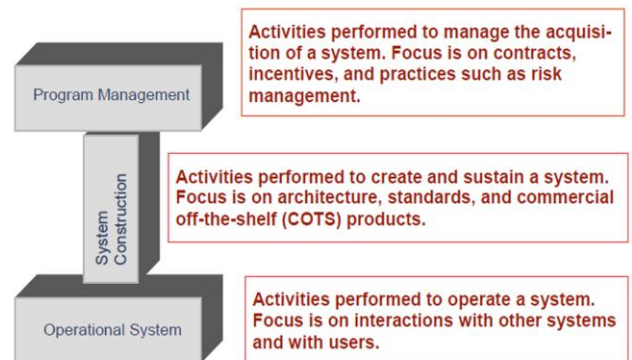 Program Management
Activities performed to manage the acquisi-
tion of a system. Focus is on contracts,
incentives, and practices such as risk
management.
System
Construction
Activities performed to create and sustain a system.
Focus is on architecture, standards, and commercial
off-the-shelf (COTS) products.
Operational System
Activities performed to operate a system.
Focus is on interactions with other systems
and with users.